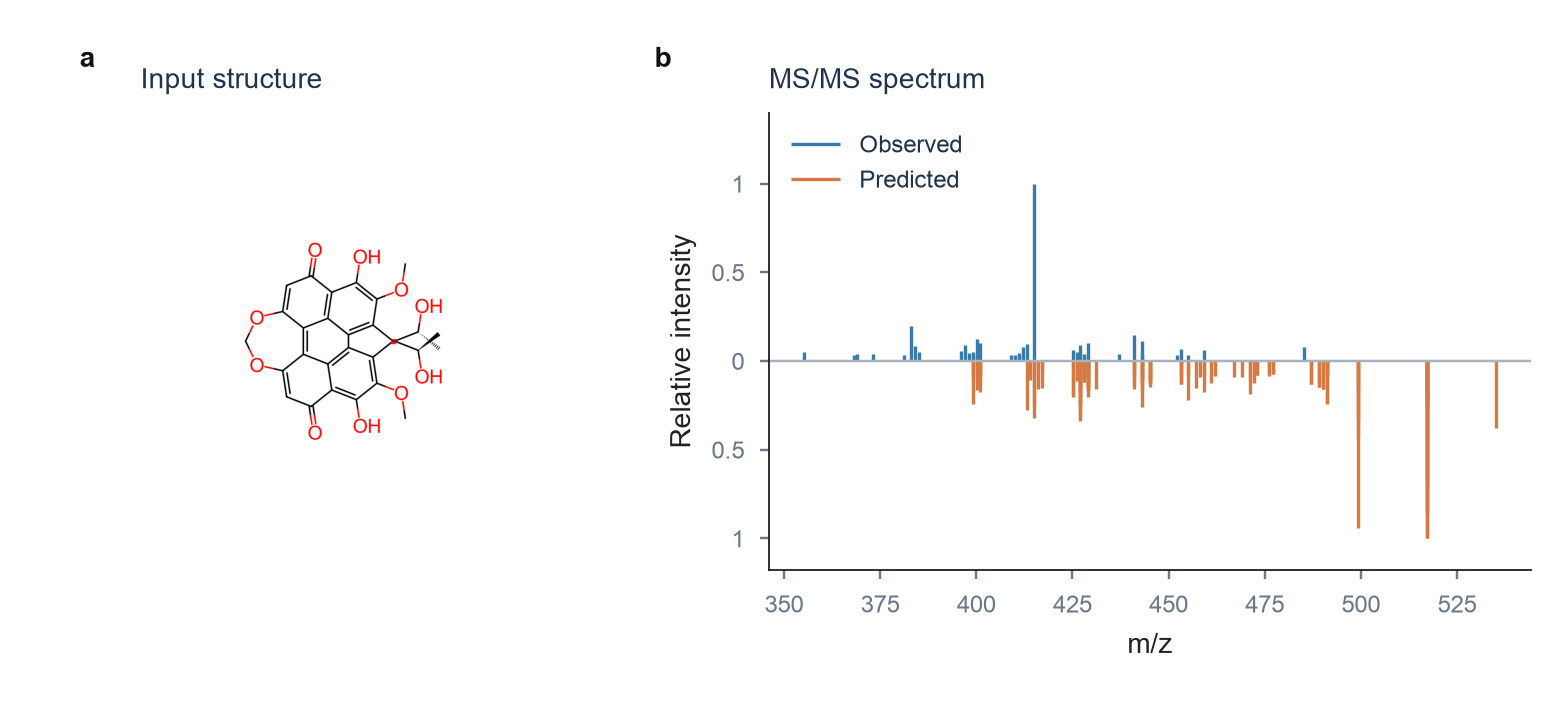 a
Input structure
O
OH
O
OH
O
O
OH
O
O
OH
b
MS/MS spectrum
Observed
Predicted
Relative intensity
1
0.5
0
0.5
1
350 375 400 425 450 475 500 525
m/z